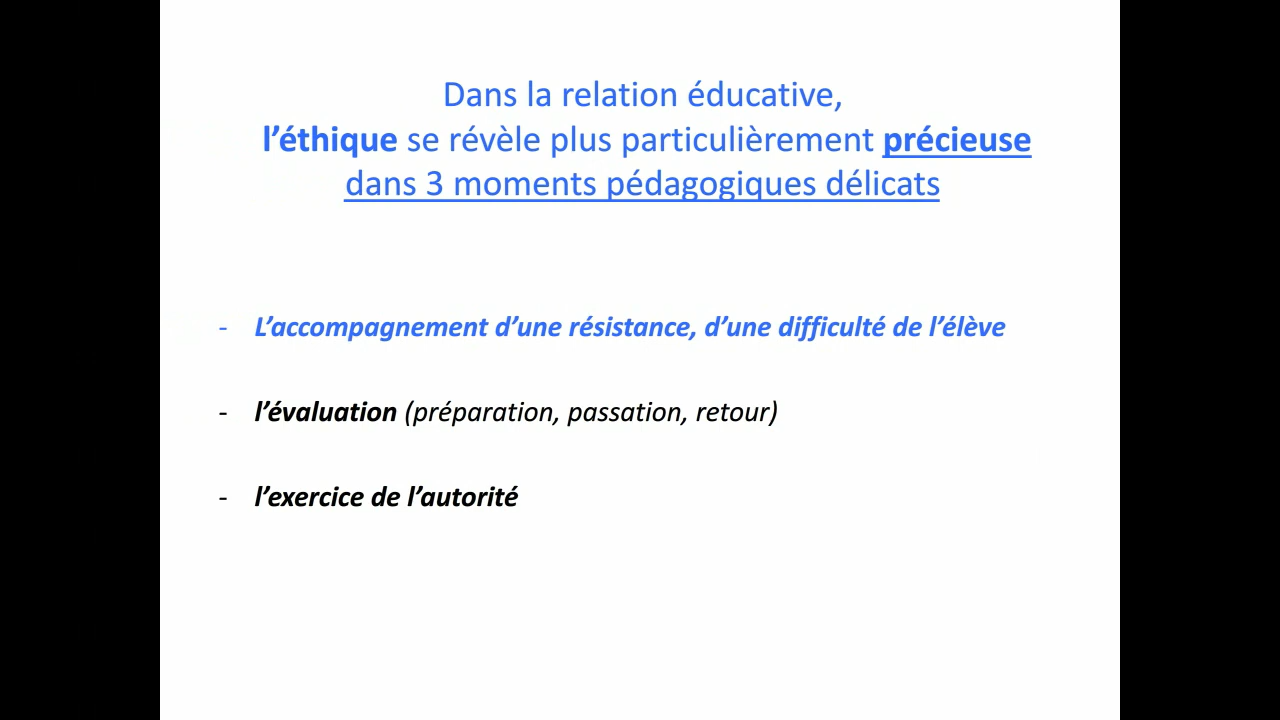 Dans la relation éducative,
l’éthique se révèle plus particulièrement précieuse
dans 3 moments pédagogiques délicats
- L’accompagnement d’une résistance, d’une difficulté de l’élève
- l’évaluation (préparation, passation, retour)
- l’exercice de l’autorité